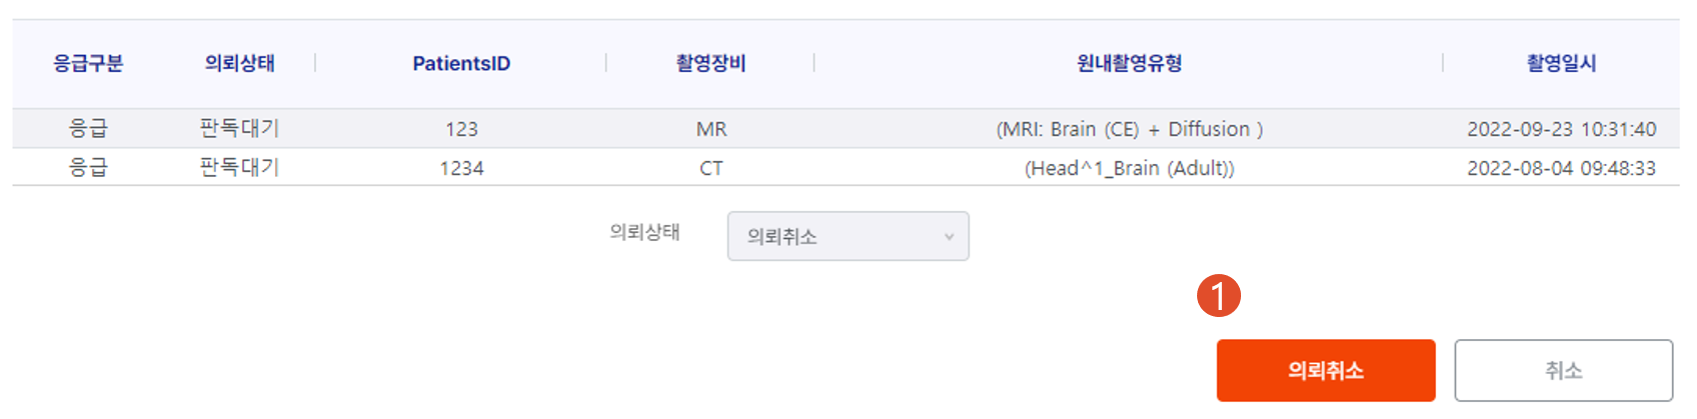 응급구분 의뢰상태 PatientsID 촬영장비 원내촬영유형 촬영일시
응급 판독대기 123 MR (MRI: Brain (CE) + Diffusion ) 2022-09-23 10:31:40
응급 판독대기 1234 CT (Head^1_Brain (Adult)) 2022-08-04 09:48:33
의뢰상태 의뢰취소
1
의뢰취소 취소